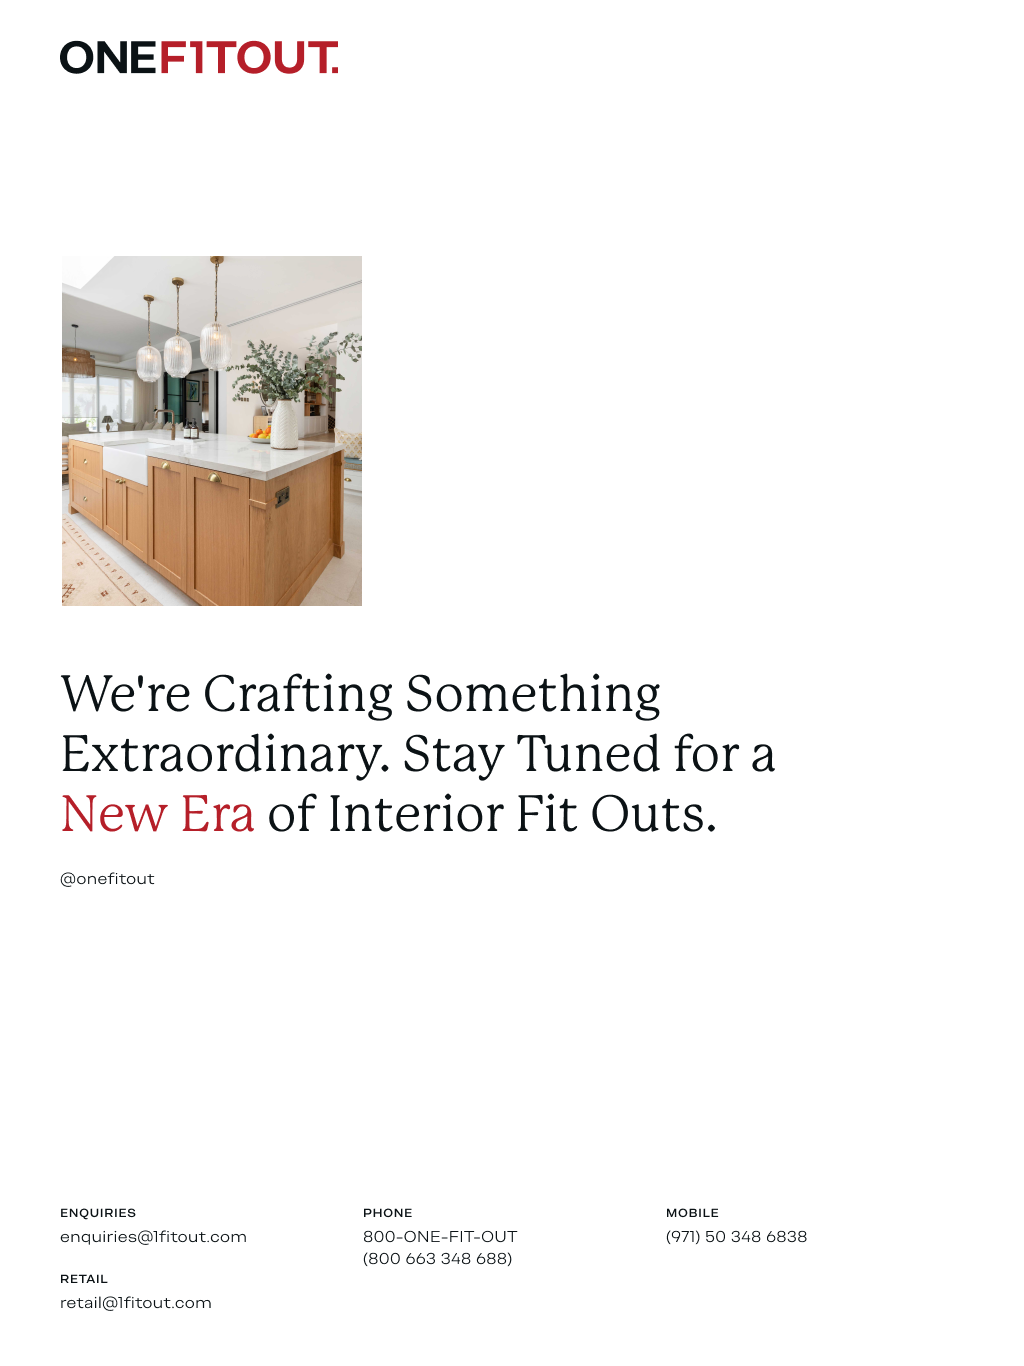 ONEF1TOUT.
We're Crafting Something
Extraordinary. Stay Tuned for a
New Era of Interior Fit Outs.
@onefitout
ENQUIRIES
enquiries@1fitout.com
RETAIL
retail@1fitout.com
PHONE
800-ONE-FIT-OUT
(800 663 348 688)
MOBILE
(971) 50 348 6838